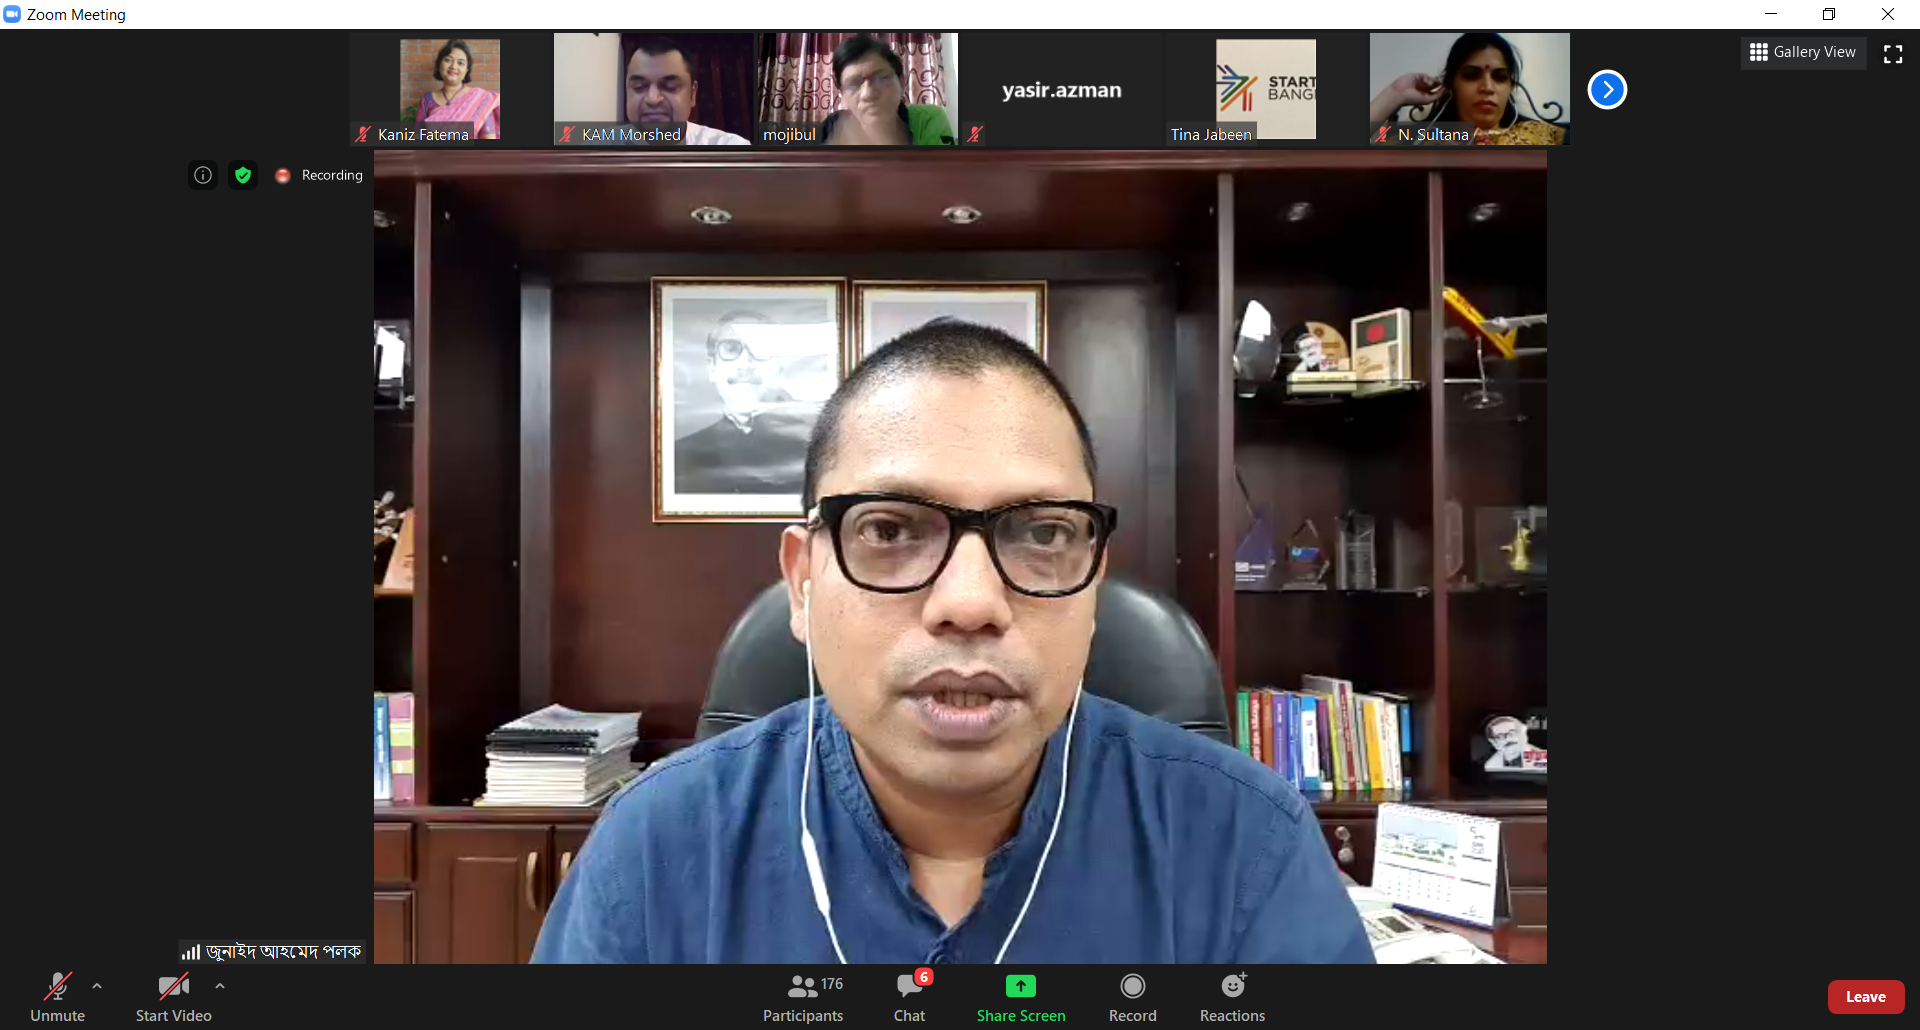 Zoom Meeting
Kaniz Fatema
KAM Morshed
mojibul
yasir.azman
START
BANG
Tina Jabeen
N. Sultana
Gallery View
Recording
জুনাইদ আহমেদ পলক
Unmute
Start Video
176
Participants
6
Chat
Share Screen
Record
Reactions
Leave